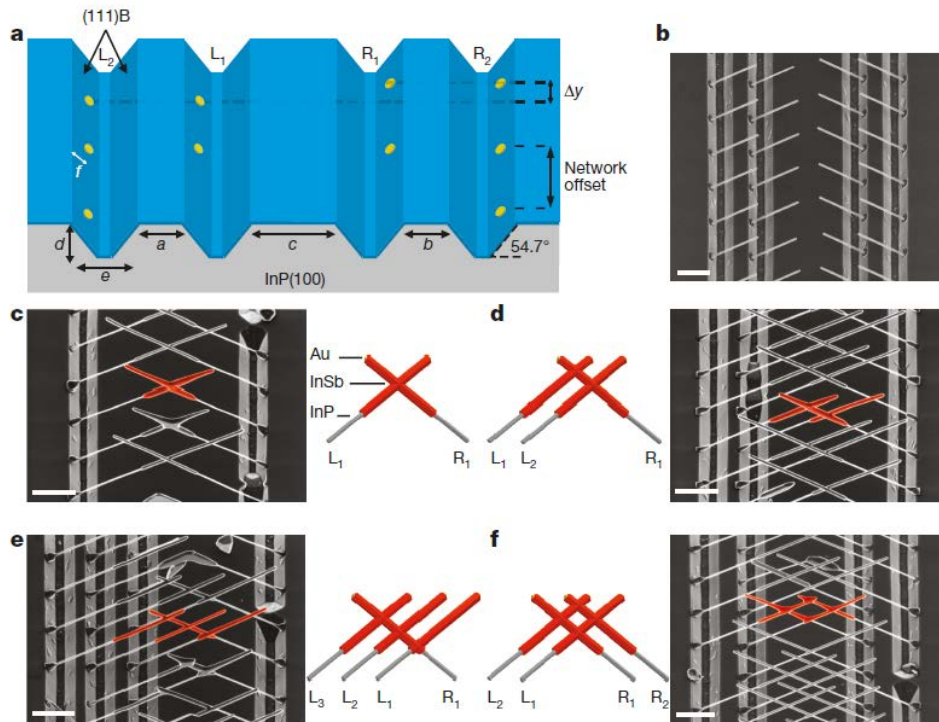 a
(111)B
L2
L1
R1
R2
Δy
f
Network
offset
d
e
a
c
b
54.7°
InP(100)
b
c
Au
InSb
InP
L1
R1
d
L1
L2
R1
e
L3
L2
L1
R1
f
L2
L1
R1
R2